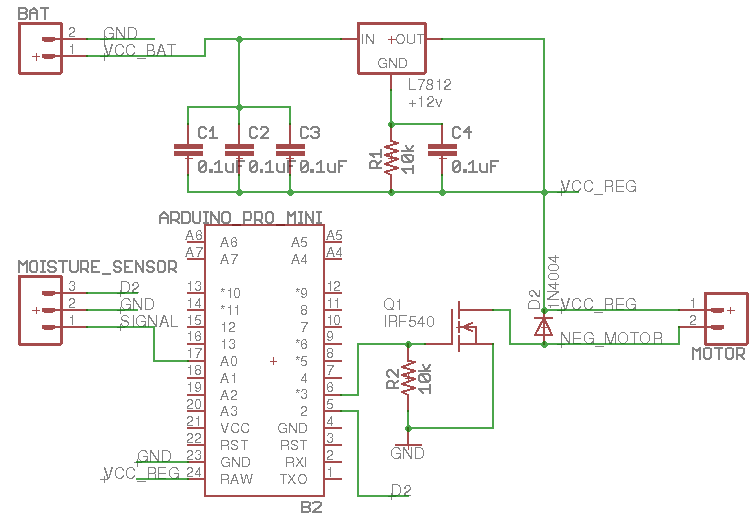 BAT
2 GND
+ 1 VCC_BAT
IN +OUT
GND
L7812
+12v
C1 C2 C3 R1 10k C4
0.1uF 0.1uF 0.1uF 0.1uF
VCC_REG
ARDUINO_PRO_MINI
A6 A6 A5 A5
A7 A7 A4 A4
13 *10 *9 12
14 *11 8 11
15 12 7 10
16 13 *6 9
17 A0 + *5 8
18 A1 4 7
19 A2 *3 6
20 A3 2 5
21 VCC GND 4
22 RST RST 3
23 GND RXI 2
24 RAW TXO 1
B2
MOISTURE_SENSOR
3 D2
2 GND
1 SIGNAL
GND
VCC_REG
D2
Q1
IRF540
R2 10k
GND
D2 1N4004
VCC_REG 1 +
NEG_MOTOR 2
MOTOR